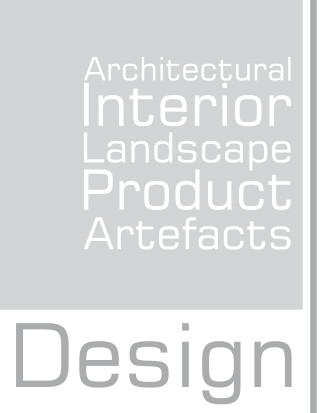 Architectural
Interior
Landscape
Product
Artefacts
Design